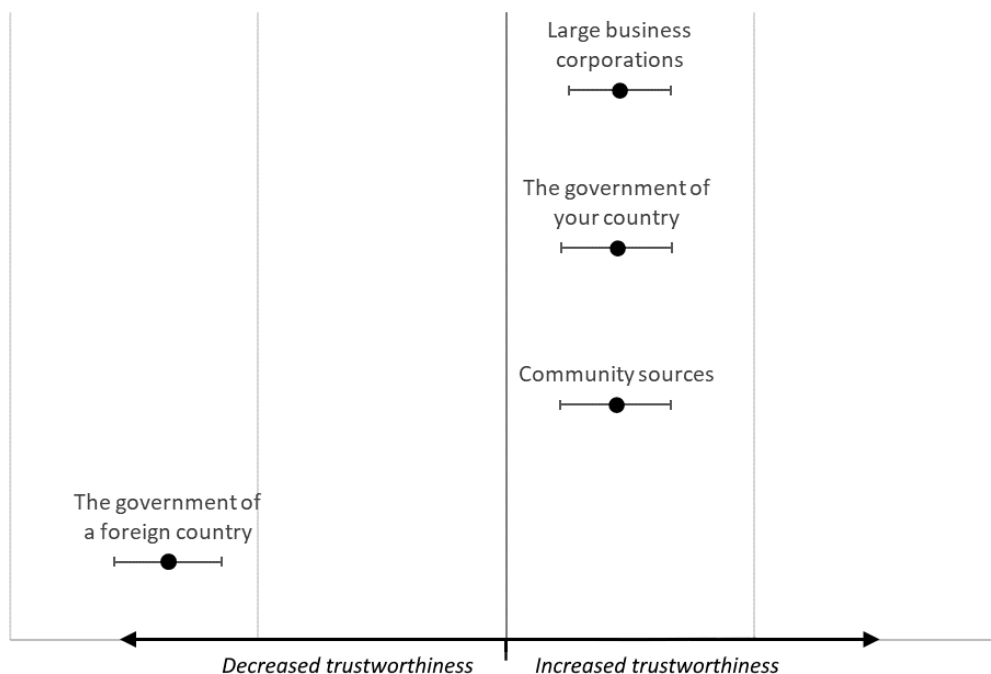 Large business
corporations
The government of
your country
Community sources
The government of
a foreign country
Decreased trustworthiness
Increased trustworthiness